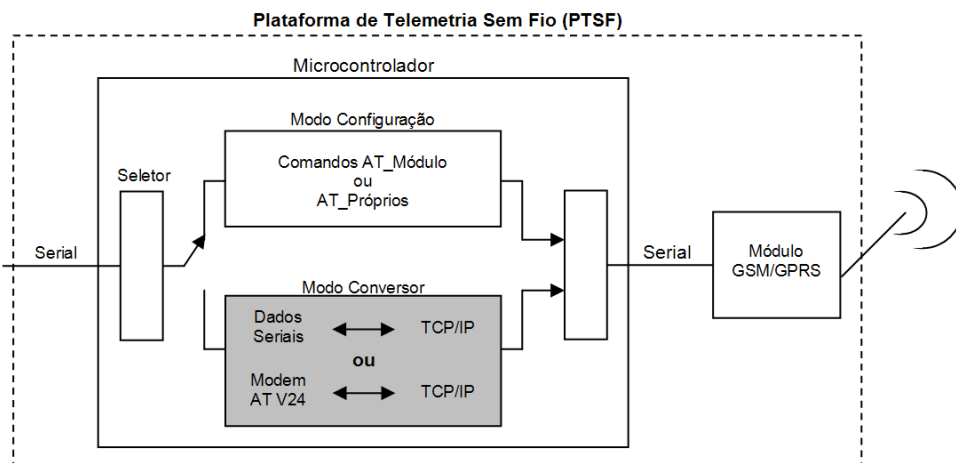 Plataforma de Telemetria Sem Fio (PTSF)
Microcontrolador
Modo Configuração
Comandos AT_Módulo
ou
AT_Próprios
Seletor
Serial
Serial
Módulo
GSM/GPRS
Modo Conversor
Dados
Seriais
TCP/IP
ou
Modem
AT V24
TCP/IP